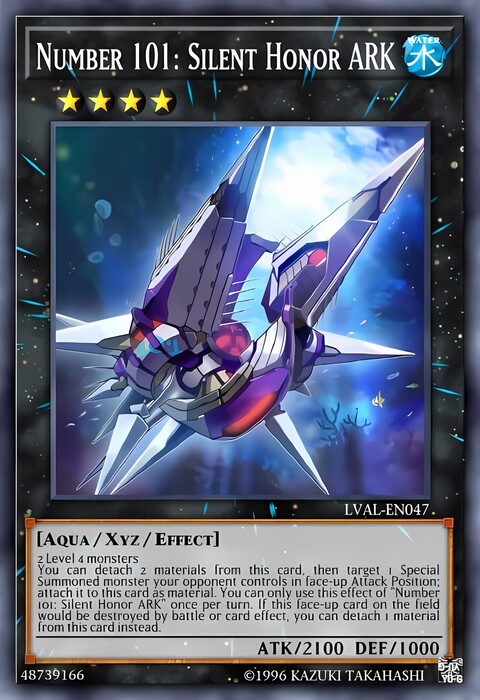 NUMBER 101: SILENT HONOR ARK
WATER
水
LVAL-EN047
[AQUA / XYZ / EFFECT]
2 Level 4 monsters
You can detach 2 materials from this card, then target 1 Special
Summoned monster your opponent controls in face-up Attack Position;
attach it to this card as material. You can only use this effect of "Number
101: Silent Honor ARK" once per turn. If this face-up card on the field
would be destroyed by battle or card effect, you can detach 1 material
from this card instead.
ATK/2100 DEF/1000
48739166
©1996 KAZUKI TAKAHASHI